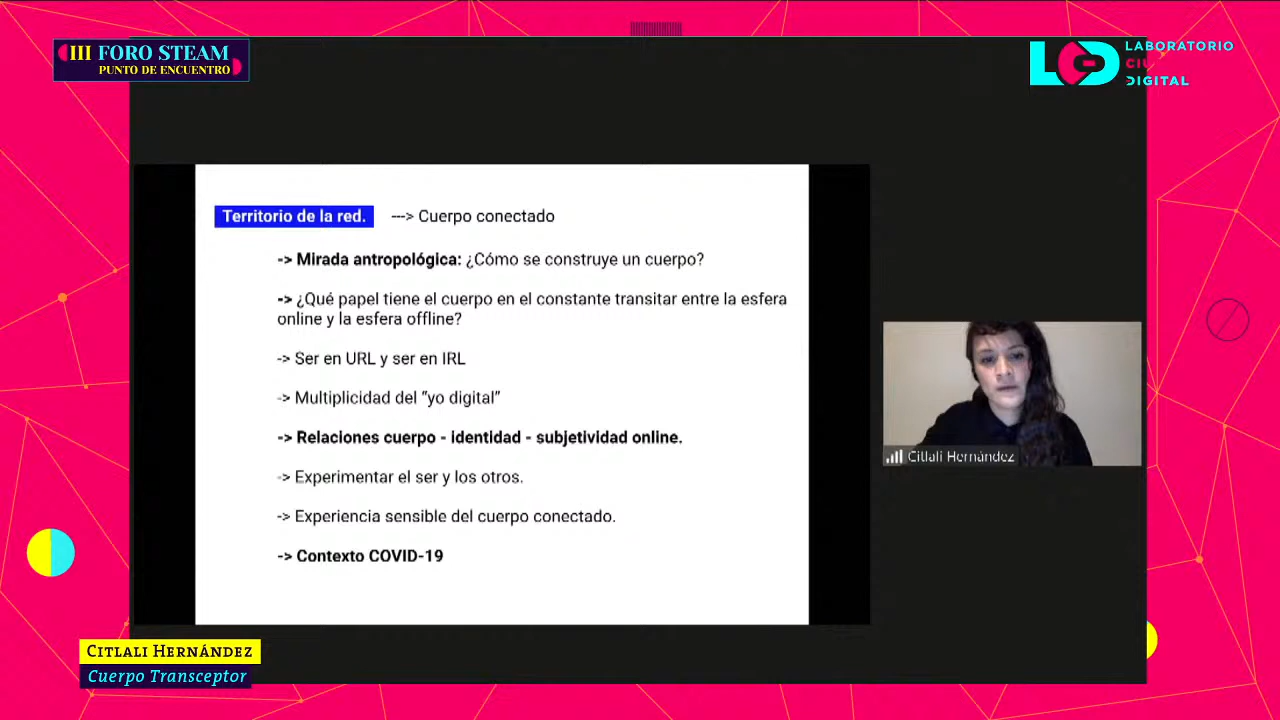 III FORO STEAM
PUNTO DE ENCUENTRO
LCD
LABORATORIO
DIGITAL
Territorio de la red. ---> Cuerpo conectado
-> Mirada antropológica: ¿Cómo se construye un cuerpo?
-> ¿Qué papel tiene el cuerpo en el constante transitar entre la esfera
online y la esfera offline?
-> Ser en URL y ser en IRL
-> Multiplicidad del “yo digital”
-> Relaciones cuerpo - identidad - subjetividad online.
-> Experimentar el ser y los otros.
-> Experiencia sensible del cuerpo conectado.
-> Contexto COVID-19
Citlali Hernández
CITLALI HERNÁNDEZ
Cuerpo Transceptor